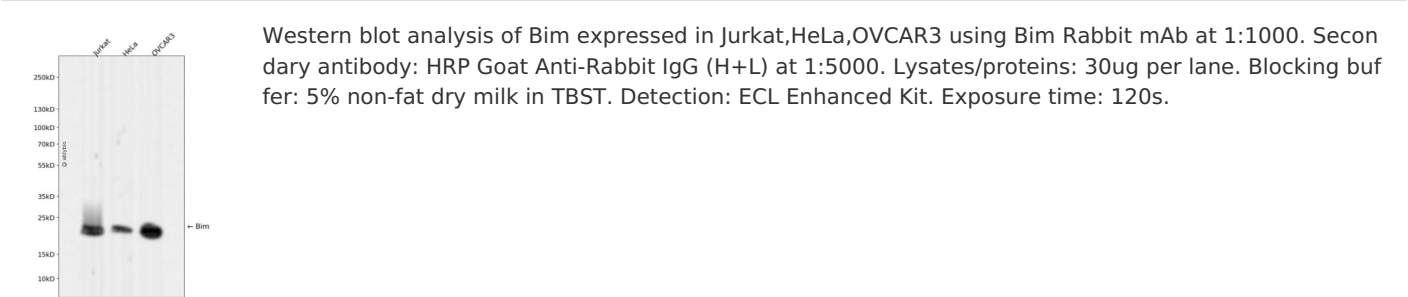 Jurkat
HeLa
OVCAR3
250kD
130kD
100kD
70kD
55kD
35kD
25kD
15kD
10kD
← Bim
Western blot analysis of Bim expressed in Jurkat,HeLa,OVCAR3 using Bim Rabbit mAb at 1:1000. Secon
dary antibody: HRP Goat Anti-Rabbit IgG (H+L) at 1:5000. Lysates/proteins: 30ug per lane. Blocking buf
fer: 5% non-fat dry milk in TBST. Detection: ECL Enhanced Kit. Exposure time: 120s.